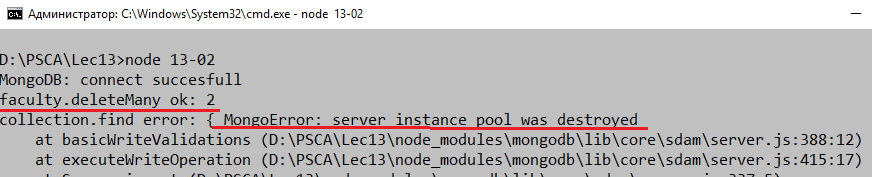 Администратор: C:\Windows\System32\cmd.exe - node 13-02
D:\PSCA\Lec13>node 13-02
MongoDB: connect succesfull
faculty.deleteMany ok: 2
collection.find error: { MongoError: server instance pool was destroyed
at basicWriteValidations (D:\PSCA\Lec13\node_modules\mongodb\lib\core\sdam\server.js:388:12)
at executeWriteOperation (D:\PSCA\Lec13\node_modules\mongodb\lib\core\sdam\server.js:415:17)